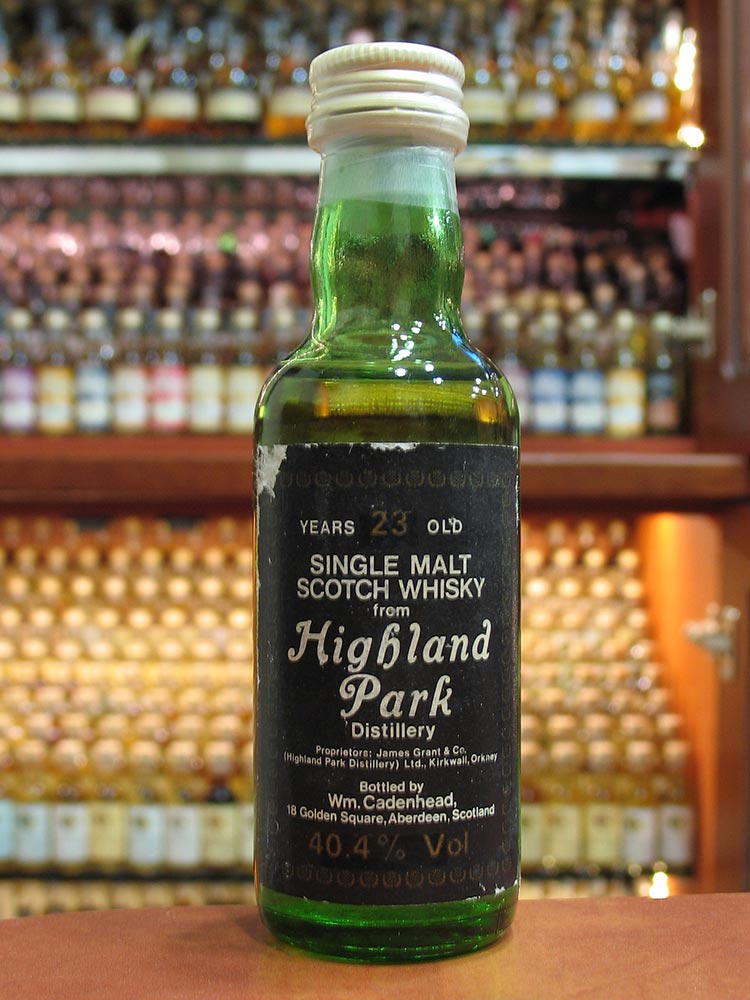 YEARS 23 OLD
SINGLE MALT
SCOTCH WHISKY
from
Highland
Park
Distillery
Proprietors: James Grant & Co.
(Highland Park Distillery) Ltd., Kirkwall, Orkney
Bottled by
Wm. Cadenhead,
18 Golden Square, Aberdeen, Scotland
40.4% Vol